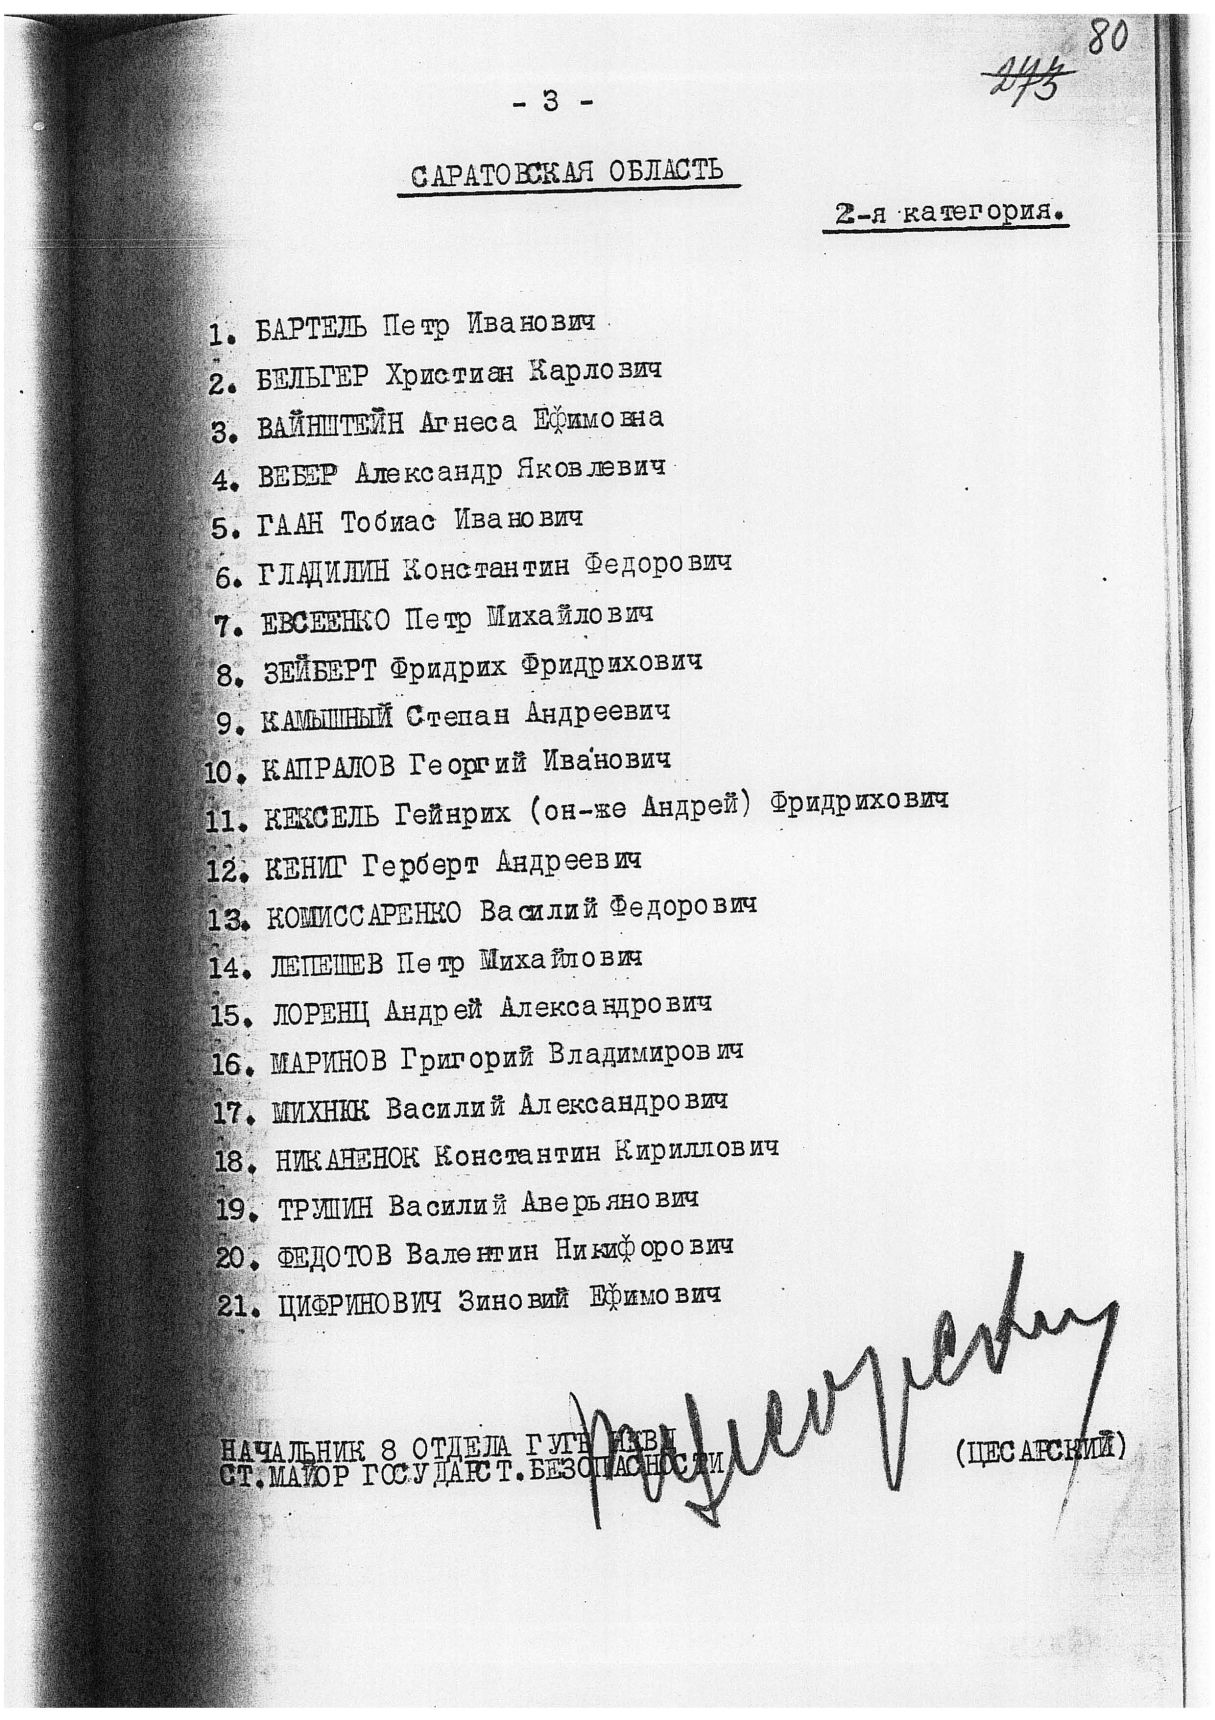 80
273
- 3 -
САРАТОВСКАЯ ОБЛАСТЬ
2-я категория.
1. БАРТЕЛЬ Петр Иванович
2. БЕЛЬГЕР Христиан Карлович
3. ВАЙНШТЕЙН Агнеса Ефимовна
4. ВЕБЕР Александр Яковлевич
5. ГААН Тобиас Иванович
6. ГЛАДИЛИН Константин Федорович
7. ЕВСЕЕНКО Петр Михайлович
8. ЗЕЙБЕРТ Фридрих Фридрихович
9. КАМЫШНЫЙ Степан Андреевич
10. КАПРАЛОВ Георгий Иванович
11. КЕКСЕЛЬ Гейнрих (он-же Андрей) Фридрихович
12. КЕНИГ Герберт Андреевич
13. КОМИССАРЕНКО Василий Федорович
14. ЛЕПЕШЕВ Петр Михайлович
15. ЛОРЕНЦ Андрей Александрович
16. МАРИНОВ Григорий Владимирович
17. МИХНЮК Василий Александрович
18. НИКАНЕНОК Константин Кириллович
19. ТРУПИН Василий Аверьянович
20. ФЕДОТОВ Валентин Никифорович
21. ЦИФРИНОВИЧ Зиновий Ефимович
НАЧАЛЬНИК 8 ОТДЕЛА ГУГБ НКВД
СТ.МАЙОР ГОСУДАРСТ.БЕЗОПАСНОСТИ (ЦЕСАРСКИЙ)